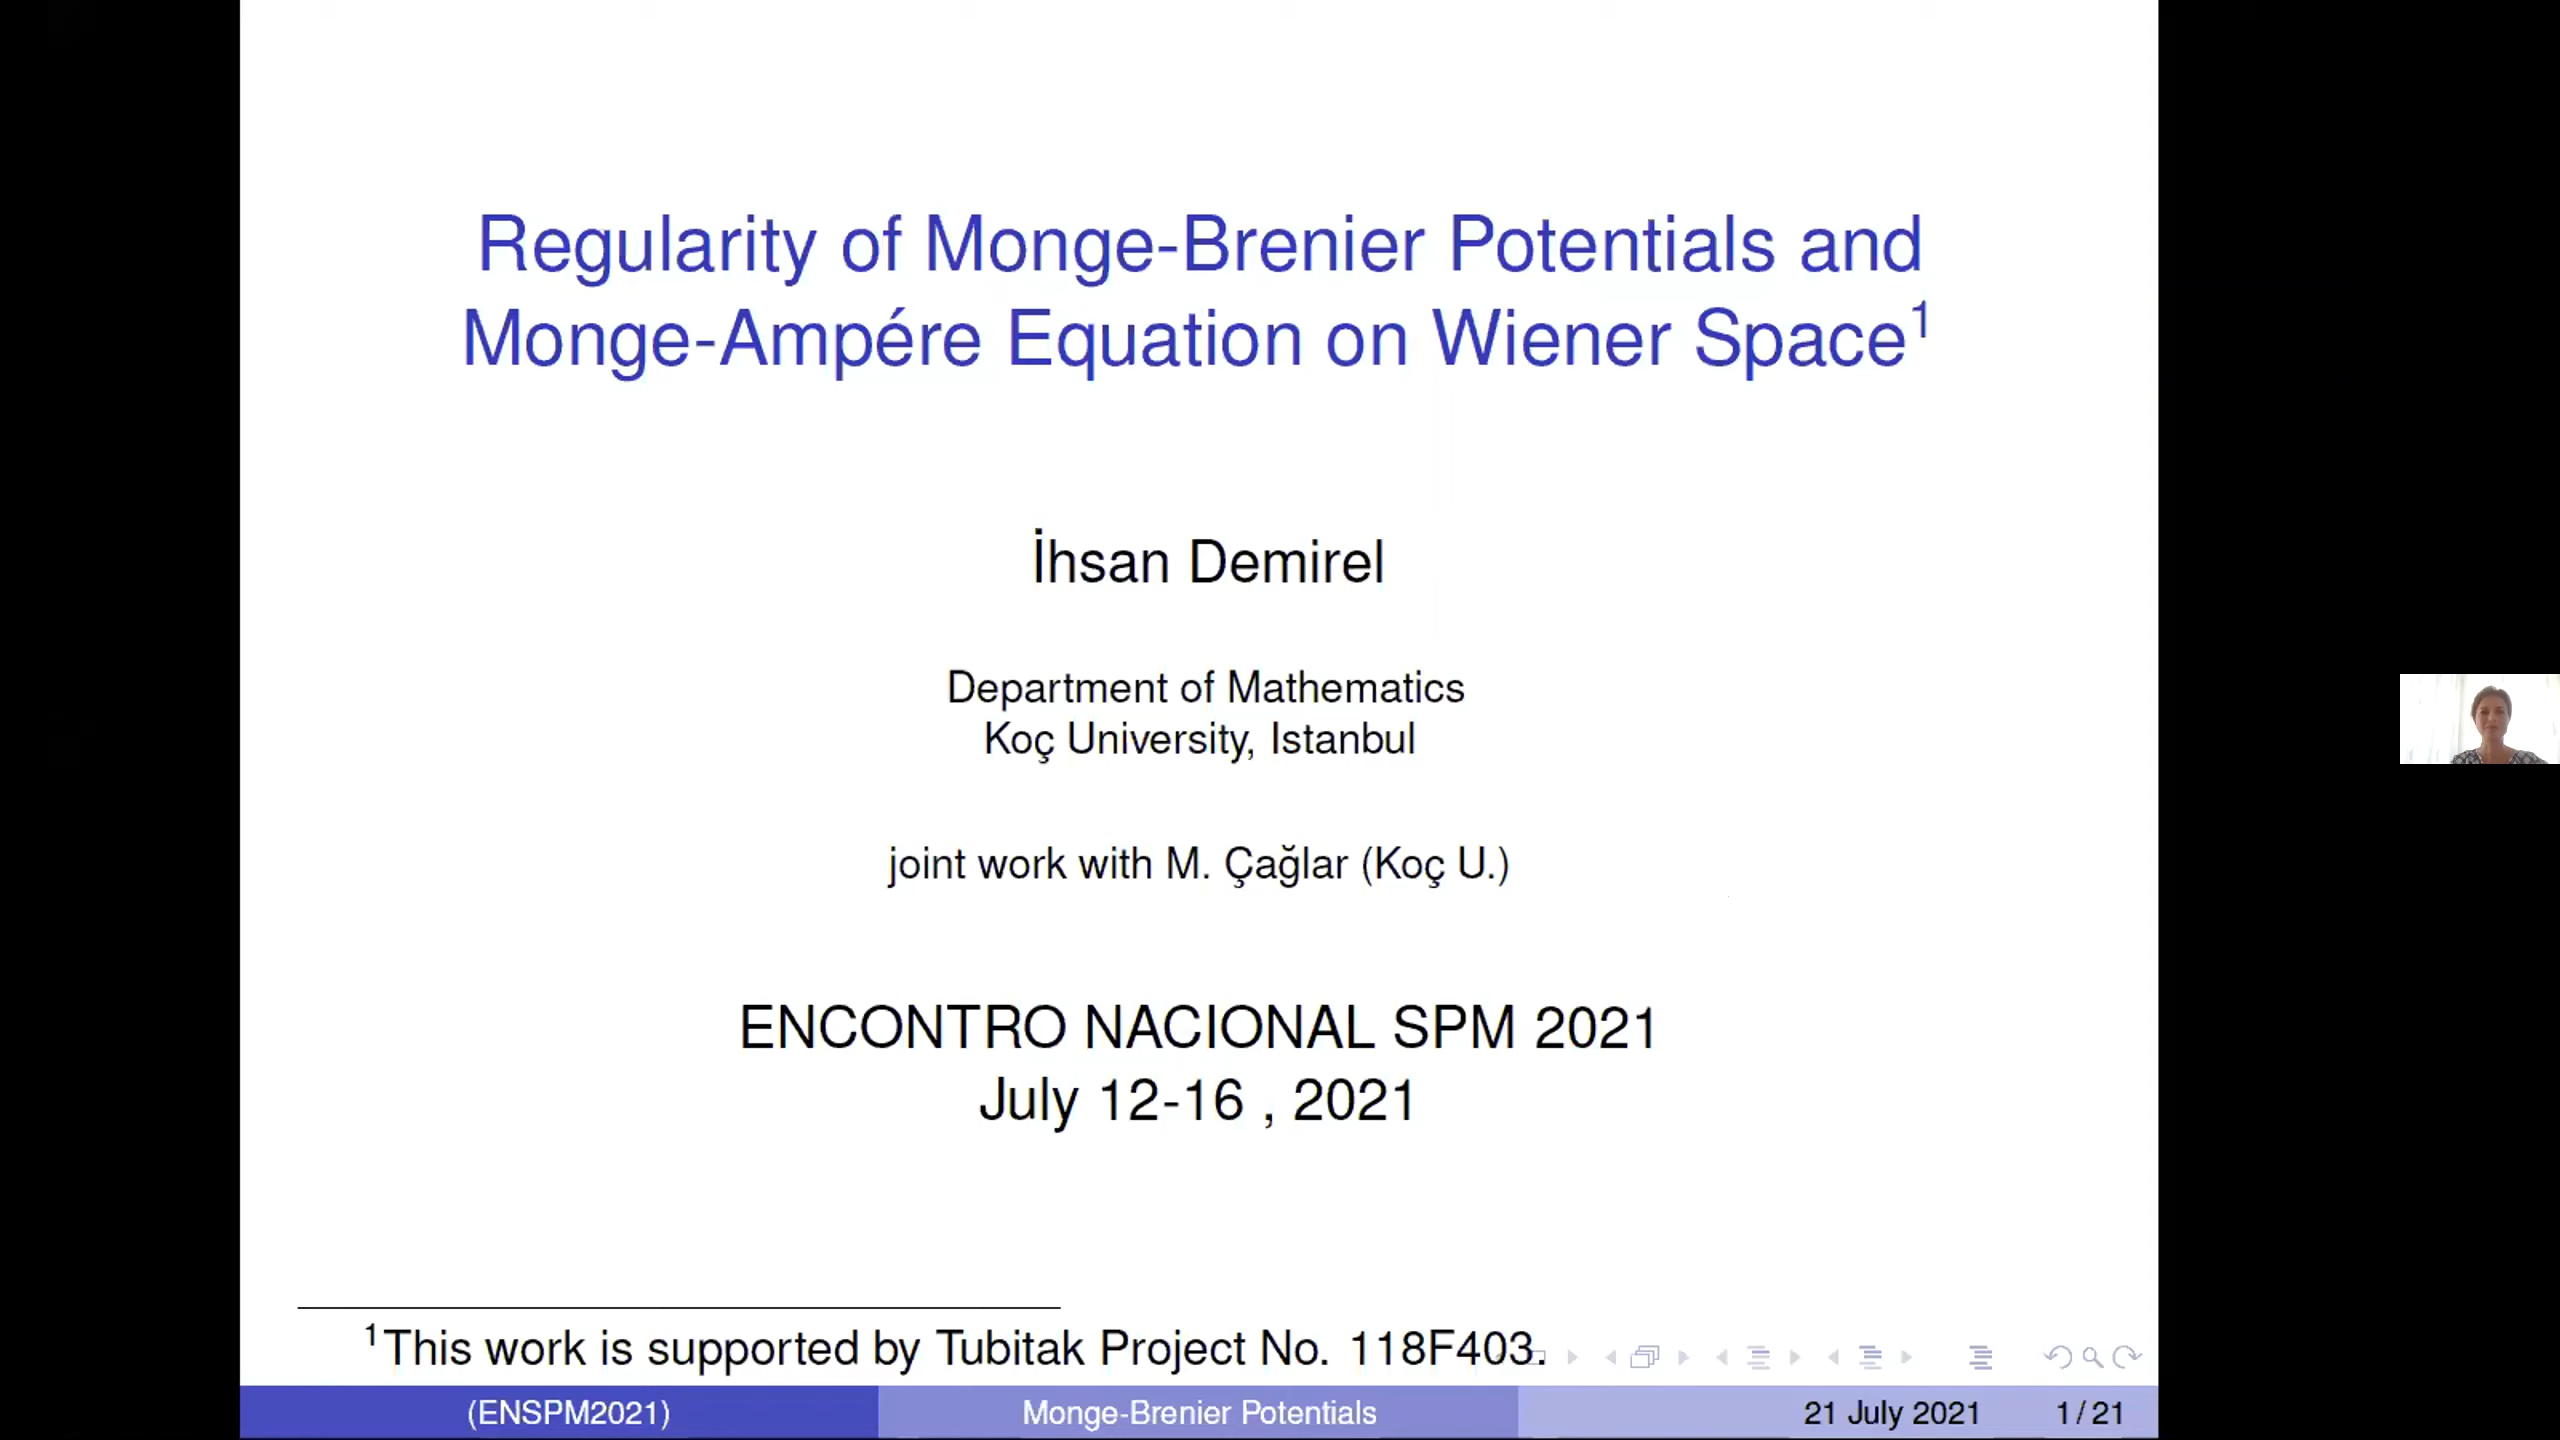 Regularity of Monge-Brenier Potentials and
Monge-Ampére Equation on Wiener Space¹
İhsan Demirel
Department of Mathematics
Koç University, Istanbul
joint work with M. Çağlar (Koç U.)
ENCONTRO NACIONAL SPM 2021
July 12-16 , 2021
¹This work is supported by Tubitak Project No. 118F403.
(ENSPM2021) Monge-Brenier Potentials 21 July 2021 1 / 21